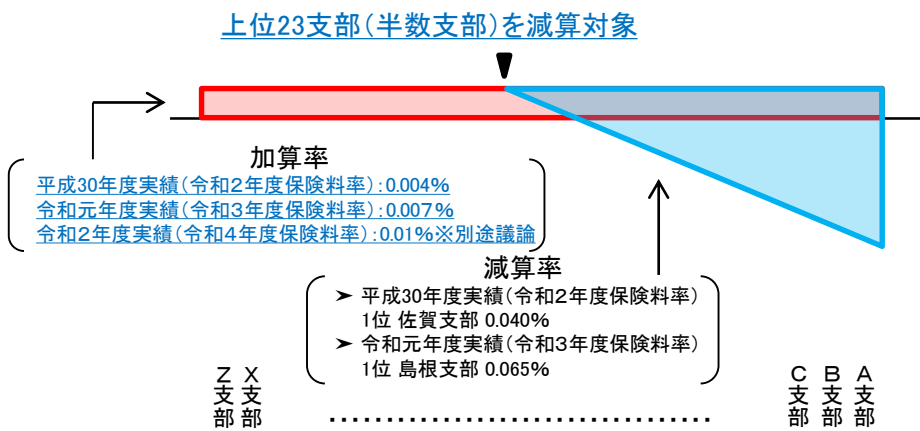 上位23支部(半数支部)を減算対象
加算率
平成30年度実績(令和2年度保険料率):0.004%
令和元年度実績(令和3年度保険料率):0.007%
令和2年度実績(令和4年度保険料率):0.01%※別途議論
減算率
➤ 平成30年度実績(令和2年度保険料率)
1位 佐賀支部 0.040%
➤ 令和元年度実績(令和3年度保険料率)
1位 島根支部 0.065%
Z支部
X支部
……………………………
C支部
B支部
A支部